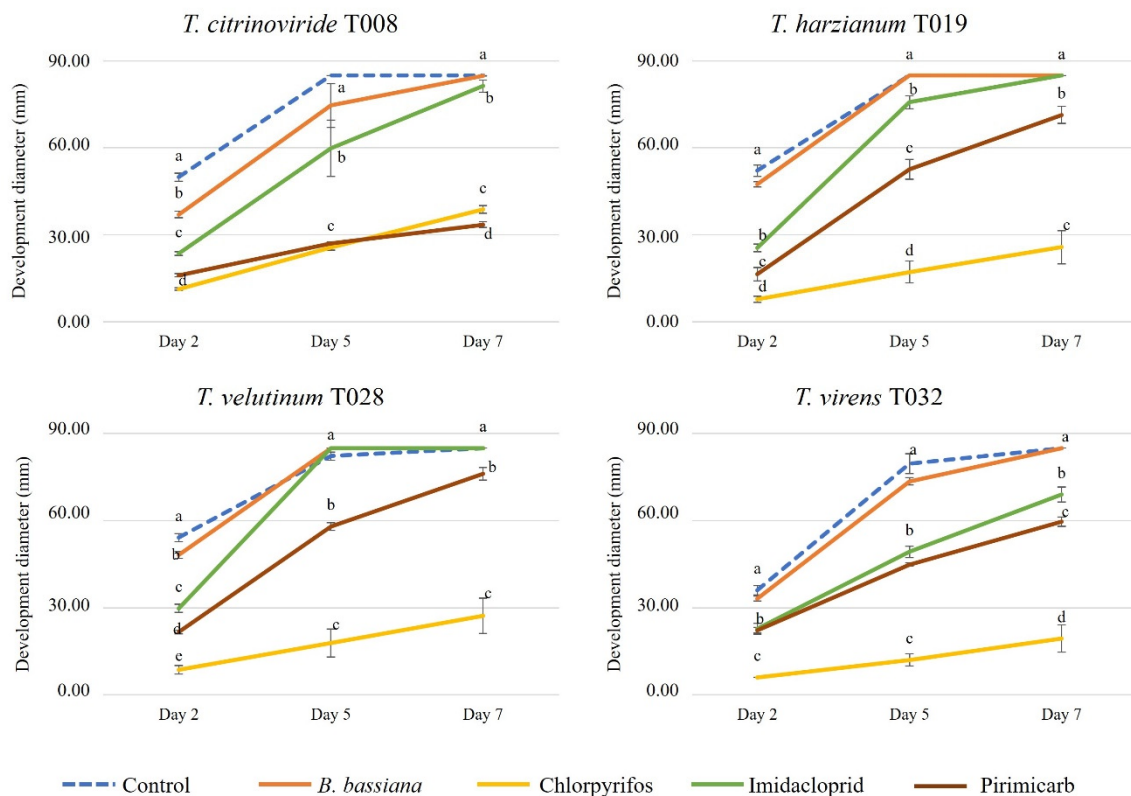 T. citrinoviride T008
Development diameter (mm)
90.00
60.00
30.00
0.00
a
b
c
d
a
b
c
a
b
c
d
Day 2
Day 5
Day 7
T. harzianum T019
Development diameter (mm)
90.00
60.00
30.00
0.00
a
b
c
d
a
b
c
d
a
b
c
Day 2
Day 5
Day 7
T. velutinum T028
Development diameter (mm)
90.00
60.00
30.00
0.00
a
b
c
d
e
a
b
c
a
b
c
Day 2
Day 5
Day 7
T. virens T032
Development diameter (mm)
90.00
60.00
30.00
0.00
a
b
c
a
b
c
a
b
c
d
Day 2
Day 5
Day 7
Control
B. bassiana
Chlorpyrifos
Imidacloprid
Pirimicarb